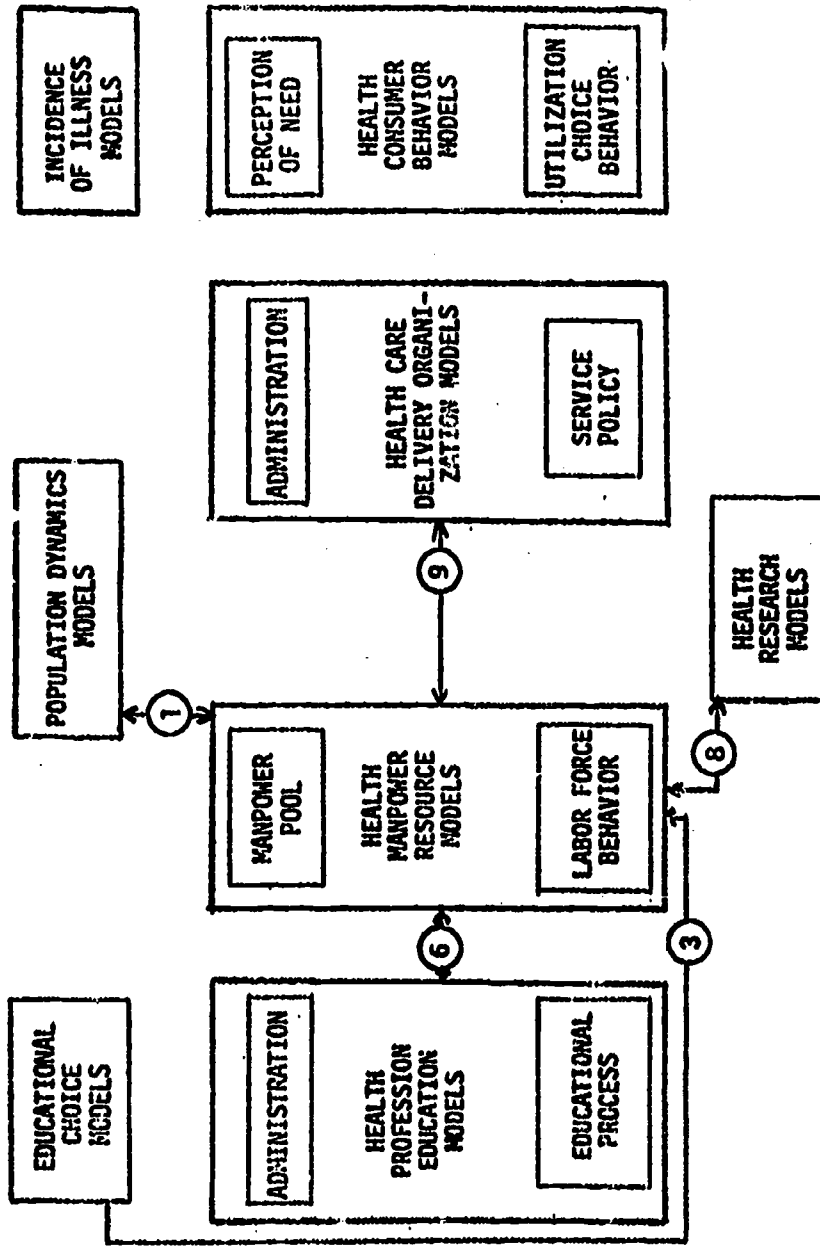 EDUCATIONAL
CHOICE
MODELS
POPULATION DYNAMICS
MODELS
INCIDENCE
OF ILLNESS
MODELS
1
ADMINISTRATION
HEALTH
PROFESSION
EDUCATION
MODELS
EDUCATIONAL
PROCESS
6
MANPOWER
POOL
HEALTH
MANPOWER
RESOURCE
MODELS
LABOR FORCE
BEHAVIOR
9
ADMINISTRATION
HEALTH CARE
DELIVERY ORGANI-
ZATION MODELS
SERVICE
POLICY
PERCEPTION
OF NEED
HEALTH
CONSUMER
BEHAVIOR
MODELS
UTILIZATION
CHOICE
BEHAVIOR
3
8
HEALTH
RESEARCH
MODELS